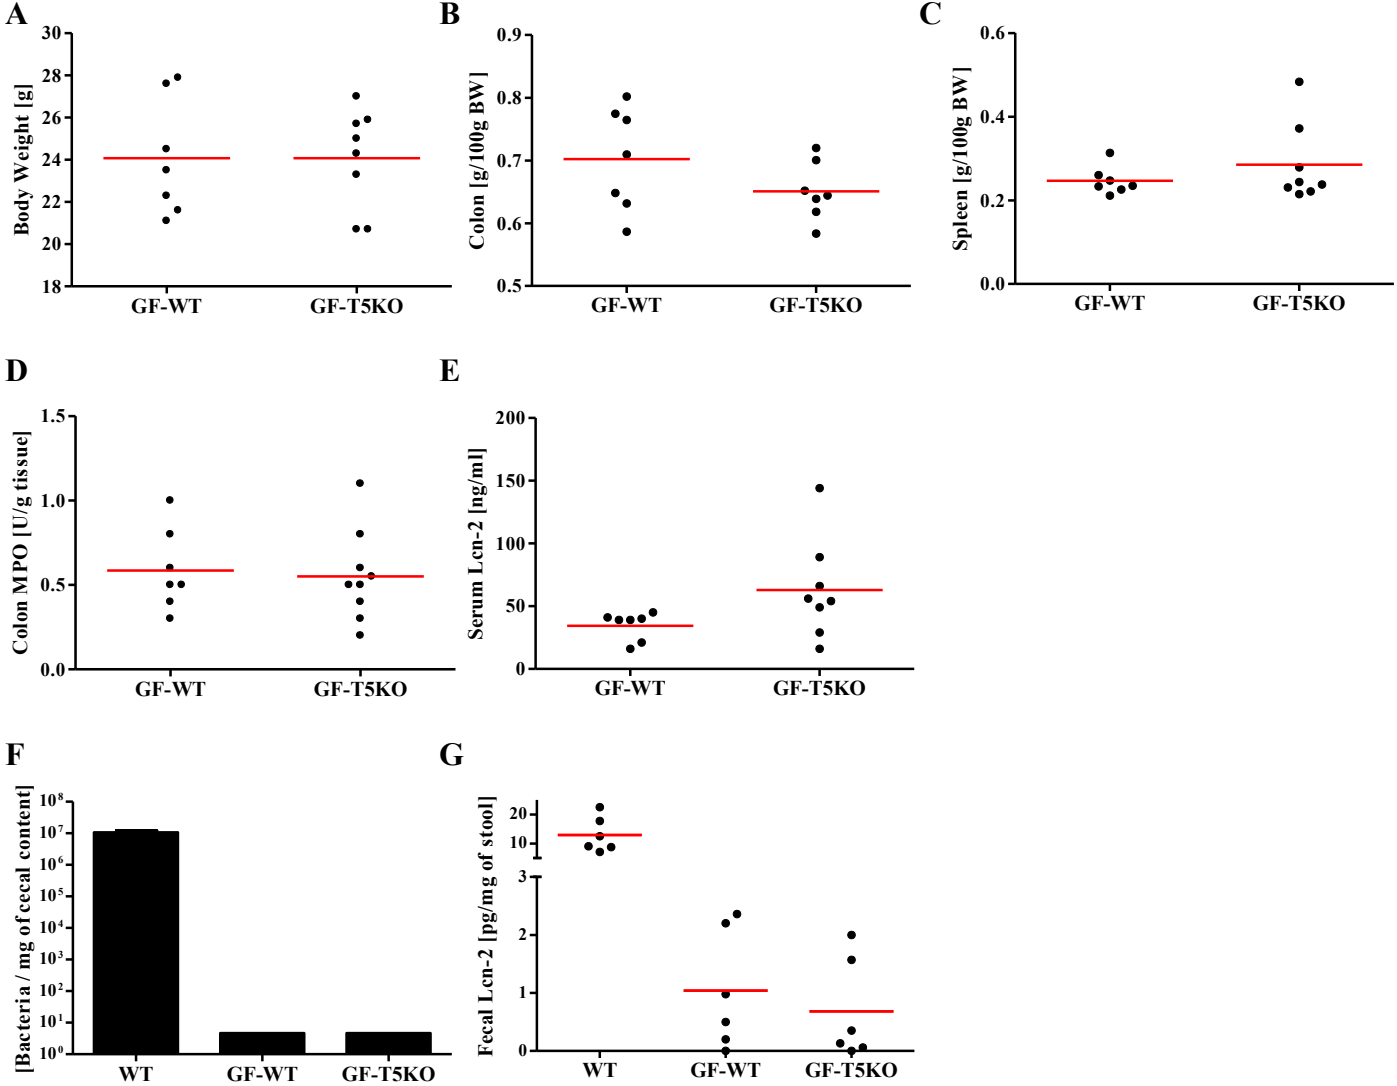 A
B
C
Body Weight [g]
30
28
26
24
22
20
18
GF-WT
GF-T5KO
Colon [g/100g BW]
0.9
0.8
0.7
0.6
0.5
GF-WT
GF-T5KO
Spleen [g/100g BW]
0.6
0.4
0.2
0.0
GF-WT
GF-T5KO
D
E
Colon MPO [U/g tissue]
1.5
1.0
0.5
0.0
GF-WT
GF-T5KO
Serum Lcn-2 [ng/ml]
200
150
100
50
0
GF-WT
GF-T5KO
F
G
[Bacteria / mg of cecal content]
10⁸
10⁷
10⁶
10⁵
10⁴
10³
10²
10¹
10⁰
WT
GF-WT
GF-T5KO
Fecal Lcn-2 [pg/mg of stool]
20
10
3
2
1
0
WT
GF-WT
GF-T5KO